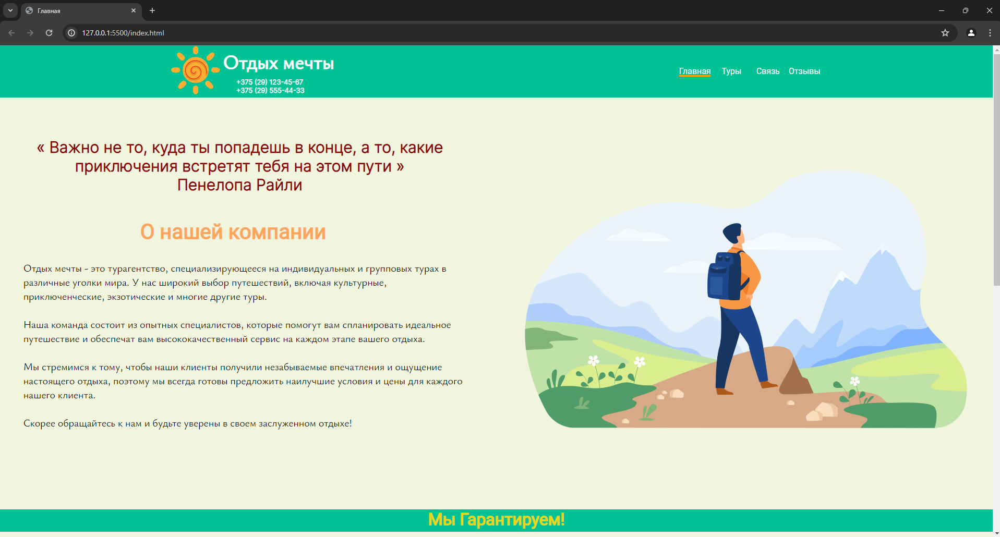 Главная
127.0.0.1:5500/index.html
Отдых мечты
+375 (29) 123-45-67
+375 (29) 555-44-33
Главная Туры Связь Отзывы
« Важно не то, куда ты попадешь в конце, а то, какие
приключения встретят тебя на этом пути »
Пенелопа Райли
О нашей компании
Отдых мечты - это турагентство, специализирующееся на индивидуальных и групповых турах в
различные уголки мира. У нас широкий выбор путешествий, включая культурные,
приключенческие, экзотические и многие другие туры.
Наша команда состоит из опытных специалистов, которые помогут вам спланировать идеальное
путешествие и обеспечат вам высококачественный сервис на каждом этапе вашего отдыха.
Мы стремимся к тому, чтобы наши клиенты получили незабываемые впечатления и ощущение
настоящего отдыха, поэтому мы всегда готовы предложить наилучшие условия и цены для каждого
нашего клиента.
Скорее обращайтесь к нам и будьте уверены в своем заслуженном отдыхе!
Мы Гарантируем!